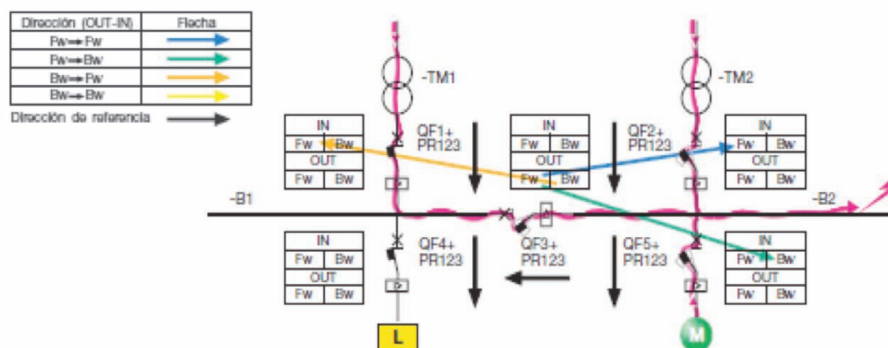 Dirección (OUT-IN) Flecha
Fw→Fw
Fw→Bw
Bw→Fw
Bw→Bw
Dirección de referencia
-TM1
-TM2
IN
Fw Bw
OUT
Fw Bw
QF1+
PR123
IN
Fw Bw
OUT
Fw Bw
QF2+
PR123
IN
Fw Bw
OUT
Fw Bw
-B1
-B2
IN
Fw Bw
OUT
Fw Bw
QF4+
PR123
QF3+
PR123
QF5+
PR123
IN
Fw Bw
OUT
Fw Bw
L
M